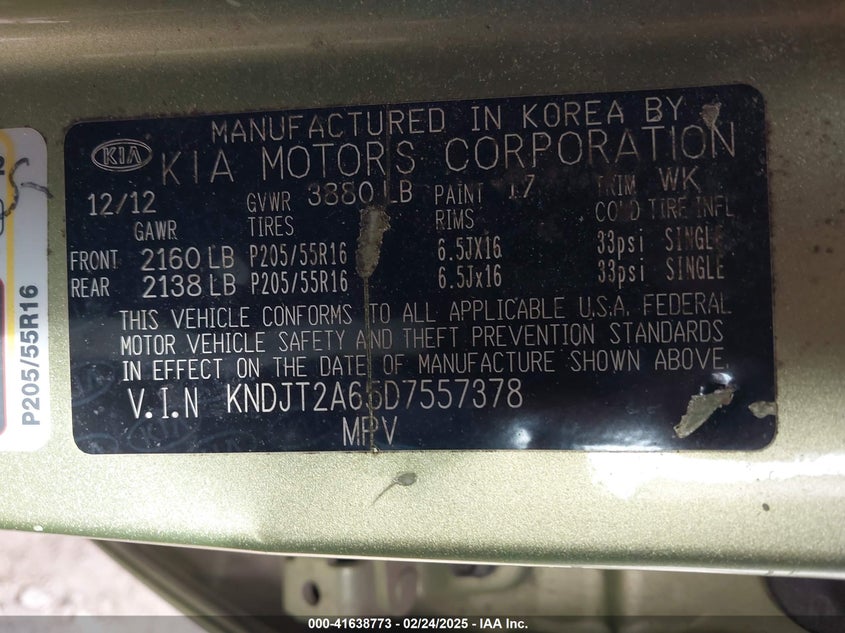 MANUFACTURED IN KOREA BY
KIA KIA MOTORS CORPORATION
12/12 GVWR 3880 LB PAINT TRIM WK
GAWR TIRES RIMS COLD TIRE INFL
FRONT 2160 LB P205/55R16 6.5JX16 33psi SINGLE
REAR 2138 LB P205/55R16 6.5Jx16 33psi SINGLE
THIS VEHICLE CONFORMS TO ALL APPLICABLE U.S.A. FEDERAL
MOTOR VEHICLE SAFETY AND THEFT PREVENTION STANDARDS
IN EFFECT ON THE DATE OF MANUFACTURE SHOWN ABOVE.
V.I.N KNDJT2A65D7557378
MPV
P205/55R16
000-41638773 - 02/24/2025 - IAA Inc.